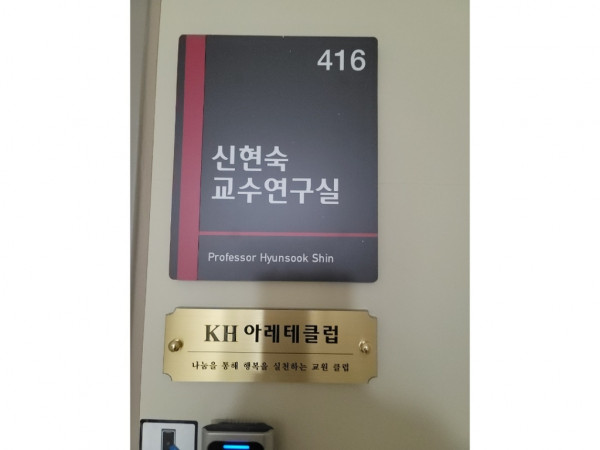 416
신현숙
교수연구실
Professor Hyunsook Shin
KH 아레테클럽
나눔을 통해 행복을 실천하는 교원 클럽